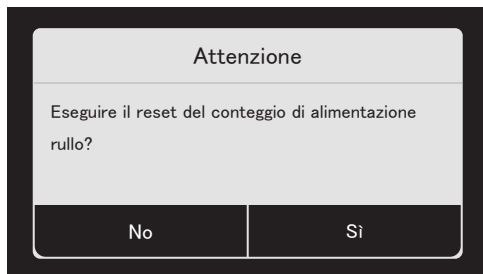 Attenzione
Eseguire il reset del conteggio di alimentazione
rullo?
No
Sì